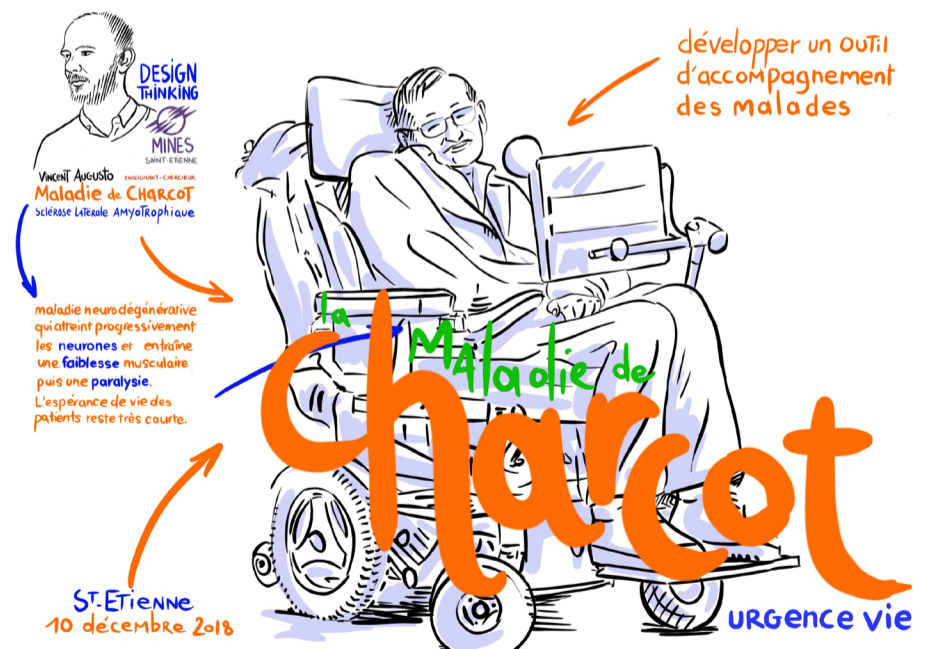 DESIGN
THINKING
MINES
SAINT-ETIENNE
VINCENT AUGUSTO ENSEIGNANT-CHERCHEUR
Maladie de CHARCOT
SCLÉROSE LATÉRALE AMYOTROPHIQUE
maladie neurodégénérative
qui atteint progressivement
les neurones et entraîne
une faiblesse musculaire
puis une paralysie.
L'espérance de vie des
patients reste très courte.
développer un OUTIL
d'accompagnement
des malades
la
MAladie de
Charcot
ST-ETIENNE
10 décembre 2018
URGENCE VIE